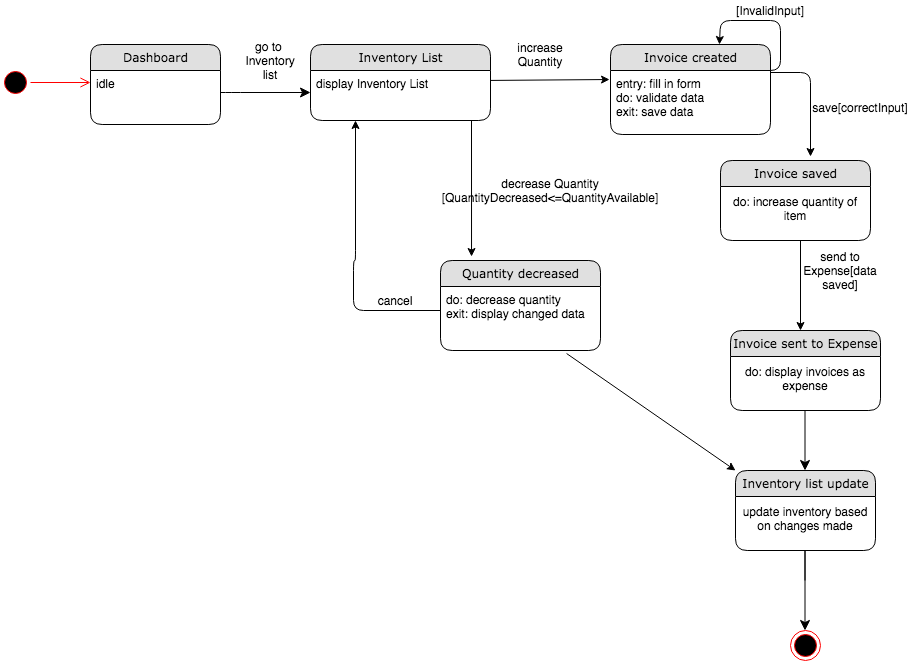 [InvalidInput]
Dashboard
idle
go to
Inventory
list
Inventory List
display Inventory List
increase
Quantity
Invoice created
entry: fill in form
do: validate data
exit: save data
save[correctInput]
Invoice saved
do: increase quantity of
item
decrease Quantity
[QuantityDecreased<=QuantityAvailable]
send to
Expense[data
saved]
Quantity decreased
do: decrease quantity
exit: display changed data
cancel
Invoice sent to Expense
do: display invoices as
expense
Inventory list update
update inventory based
on changes made